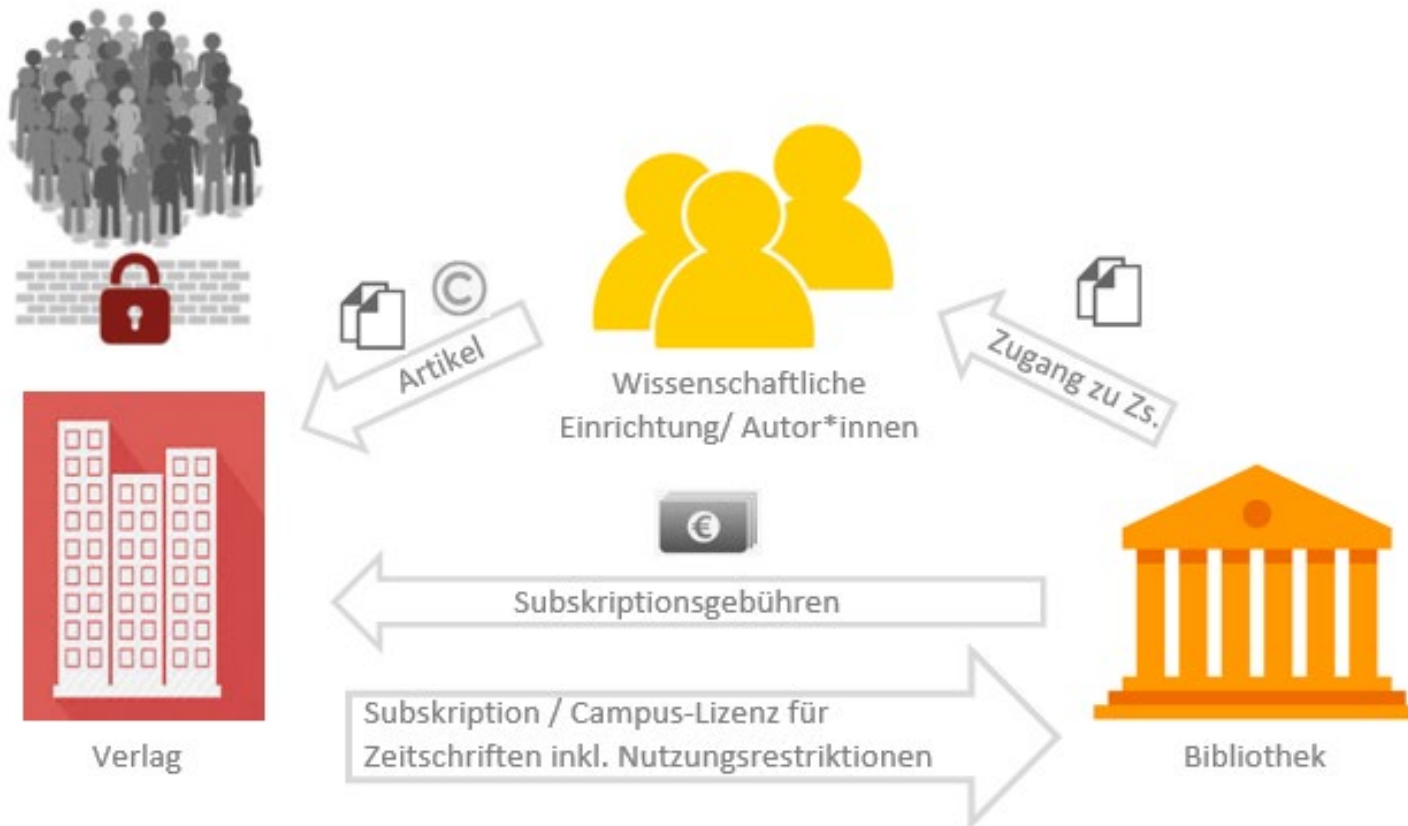 ©
Artikel
Zugang zu Zs.
Wissenschaftliche
Einrichtung/ Autor*innen
€
Subskriptionsgebühren
Subskription / Campus-Lizenz für
Zeitschriften inkl. Nutzungsrestriktionen
Verlag
Bibliothek